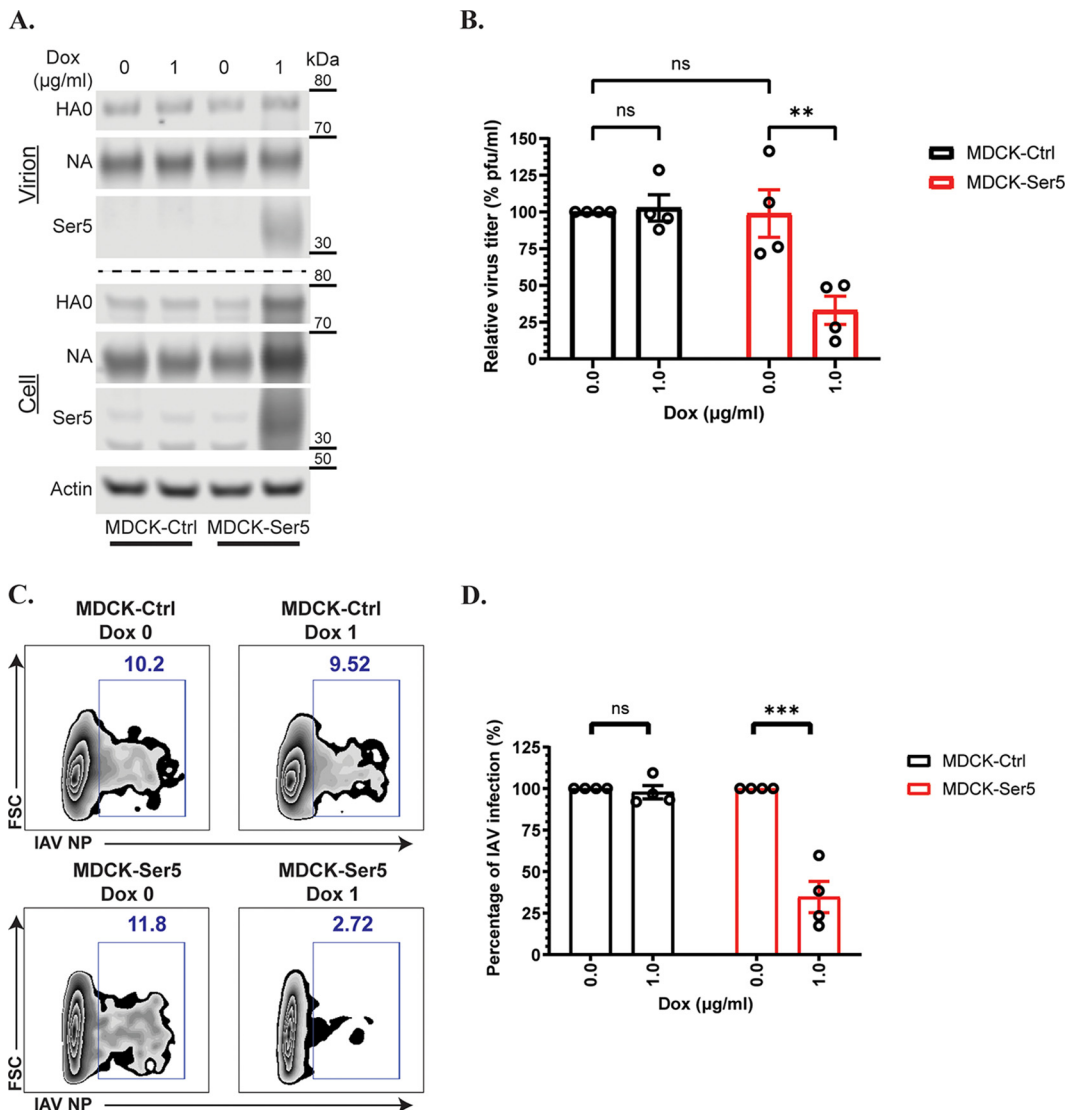 A.
Dox
(µg/ml)
0 1 0 1 kDa
80
HA0
70
Virion
NA
Ser5
30
80
HA0
70
Cell
NA
Ser5
30
50
Actin
MDCK-Ctrl MDCK-Ser5
B.
ns
ns **
Relative virus titer (% pfu/ml)
150
125
100
75
50
25
0
0.0 1.0 0.0 1.0
Dox (µg/ml)
MDCK-Ctrl
MDCK-Ser5
C.
MDCK-Ctrl
Dox 0
10.2
MDCK-Ctrl
Dox 1
9.52
FSC
IAV NP
MDCK-Ser5
Dox 0
11.8
MDCK-Ser5
Dox 1
2.72
FSC
IAV NP
D.
ns ***
Percentage of IAV infection (%)
125
100
75
50
25
0
0.0 1.0 0.0 1.0
Dox (µg/ml)
MDCK-Ctrl
MDCK-Ser5